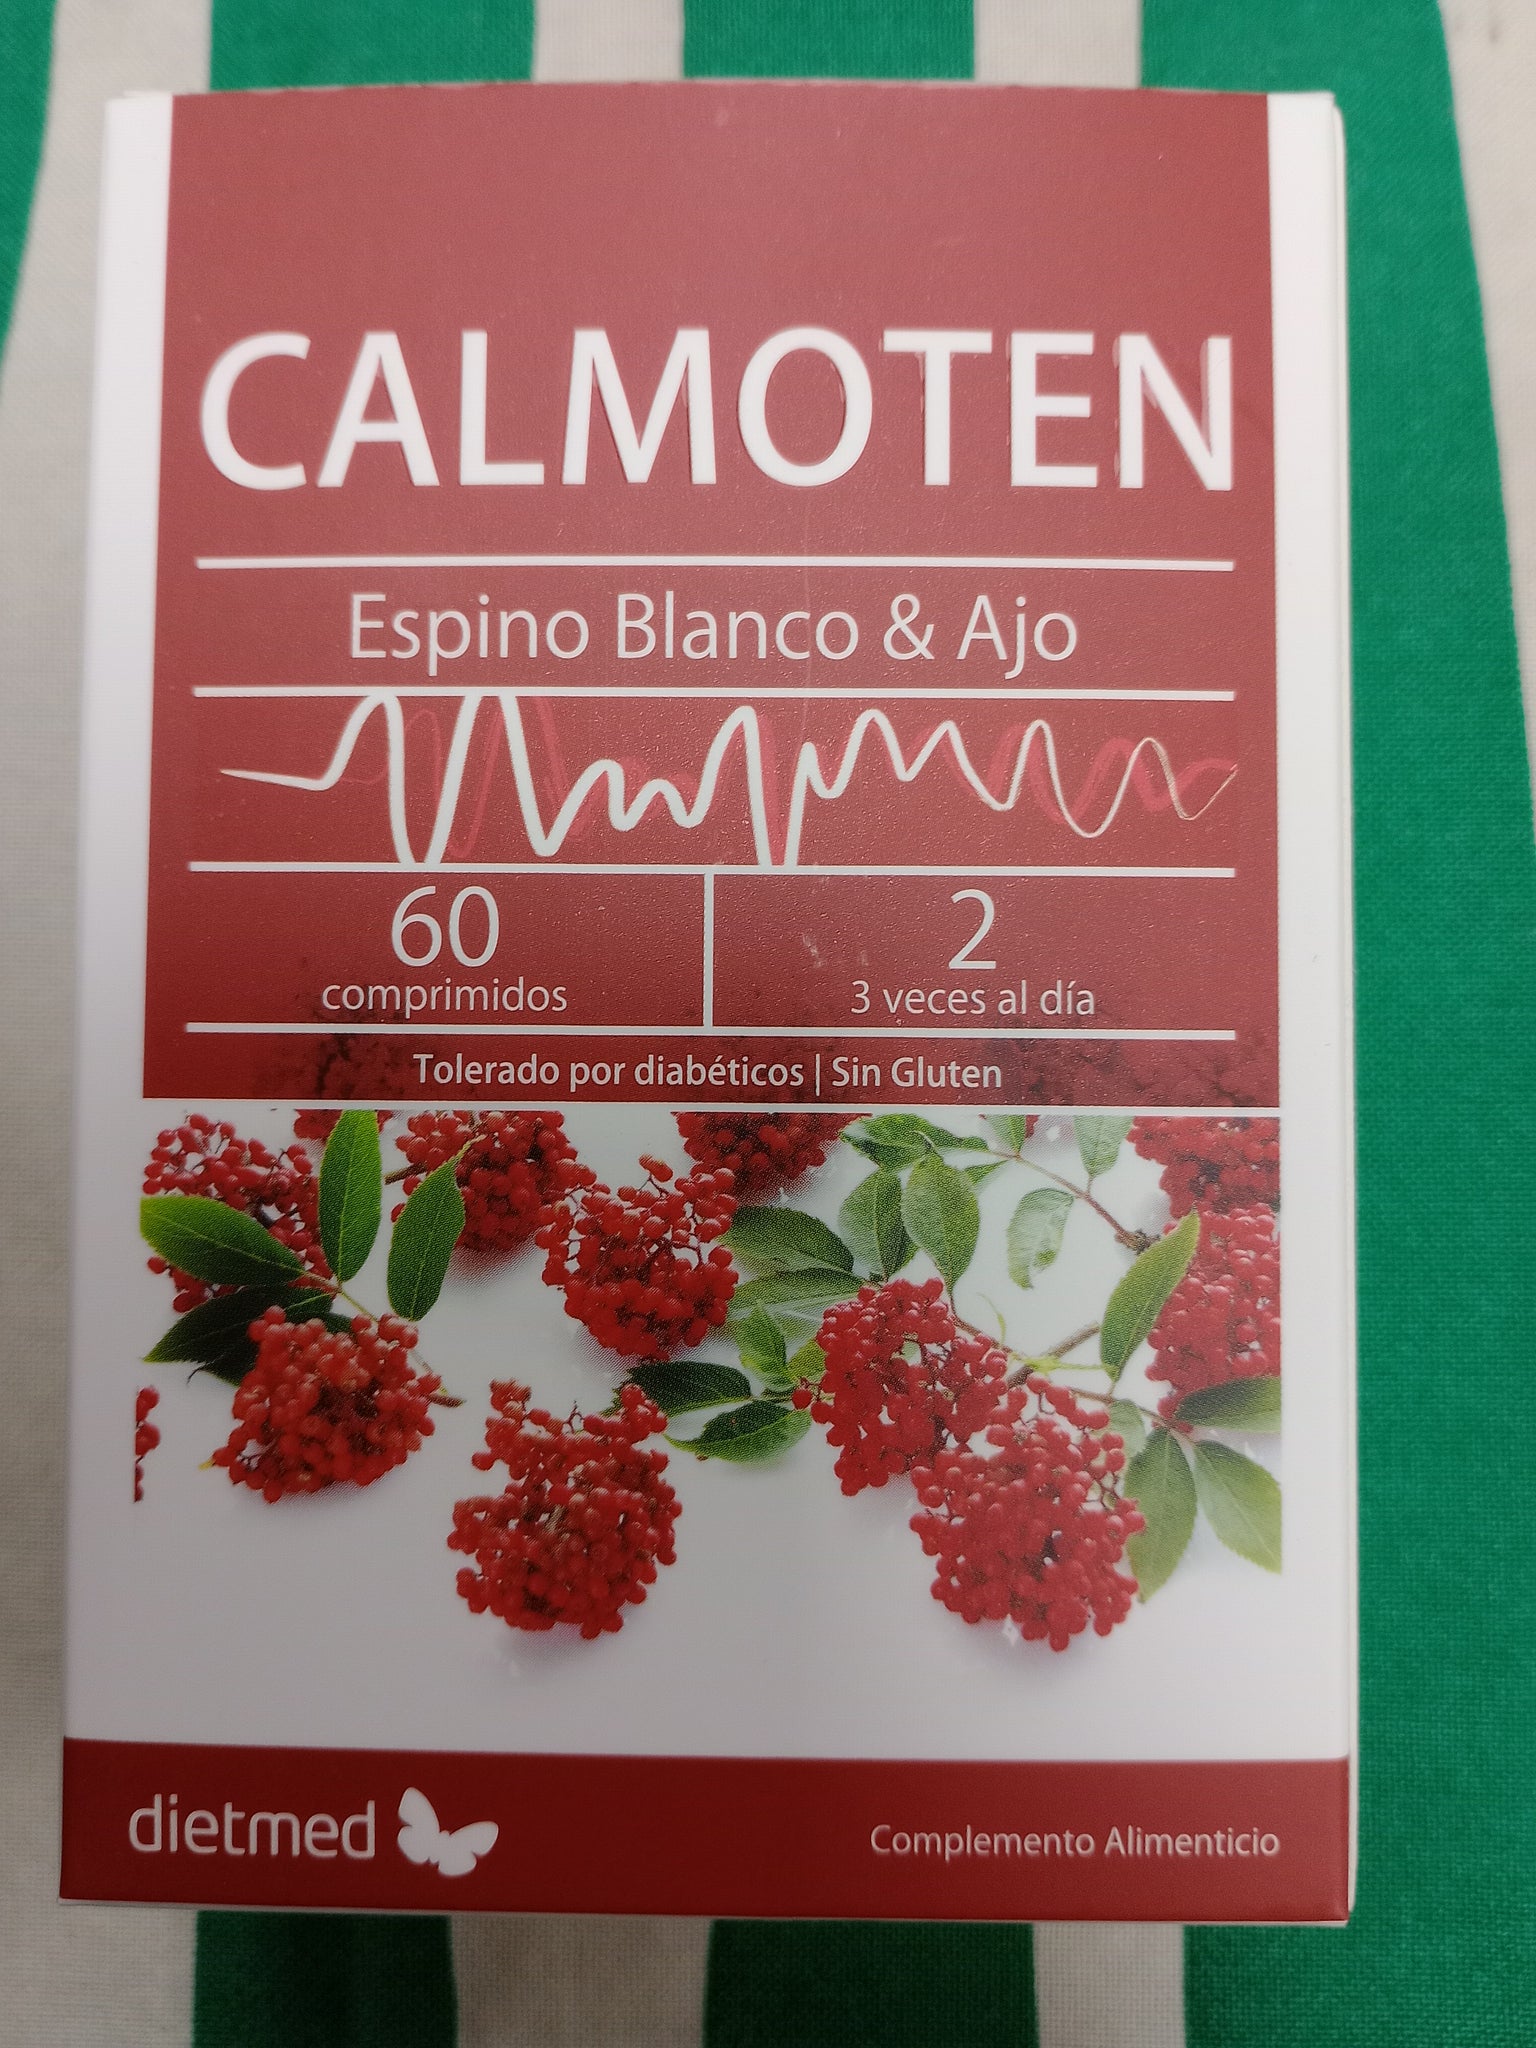 CALMOTEN
Espino Blanco & Ajo
60
comprimidos
2
3 veces al día
Tolerado por diabéticos | Sin Gluten
dietmed
Complemento Alimenticio